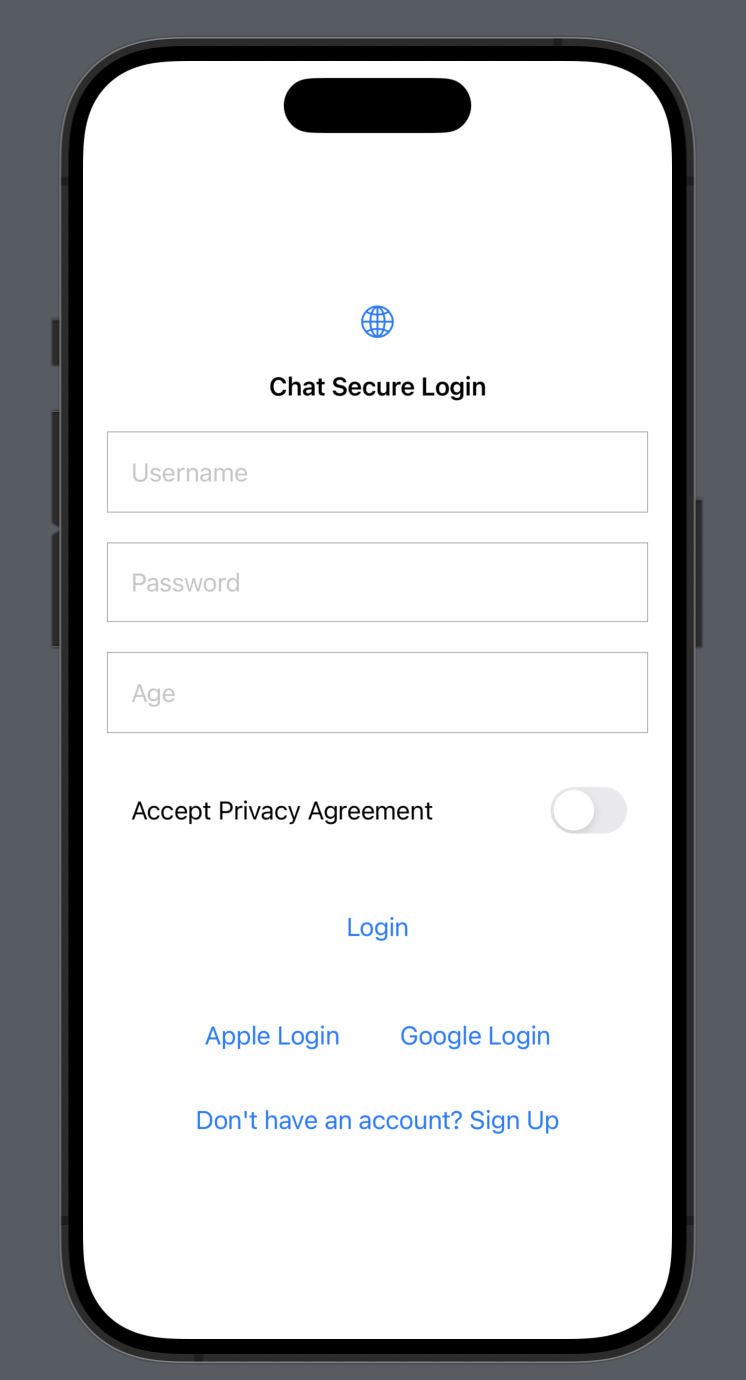 Chat Secure Login
Username
Password
Age
Accept Privacy Agreement
Login
Apple Login Google Login
Don't have an account? Sign Up